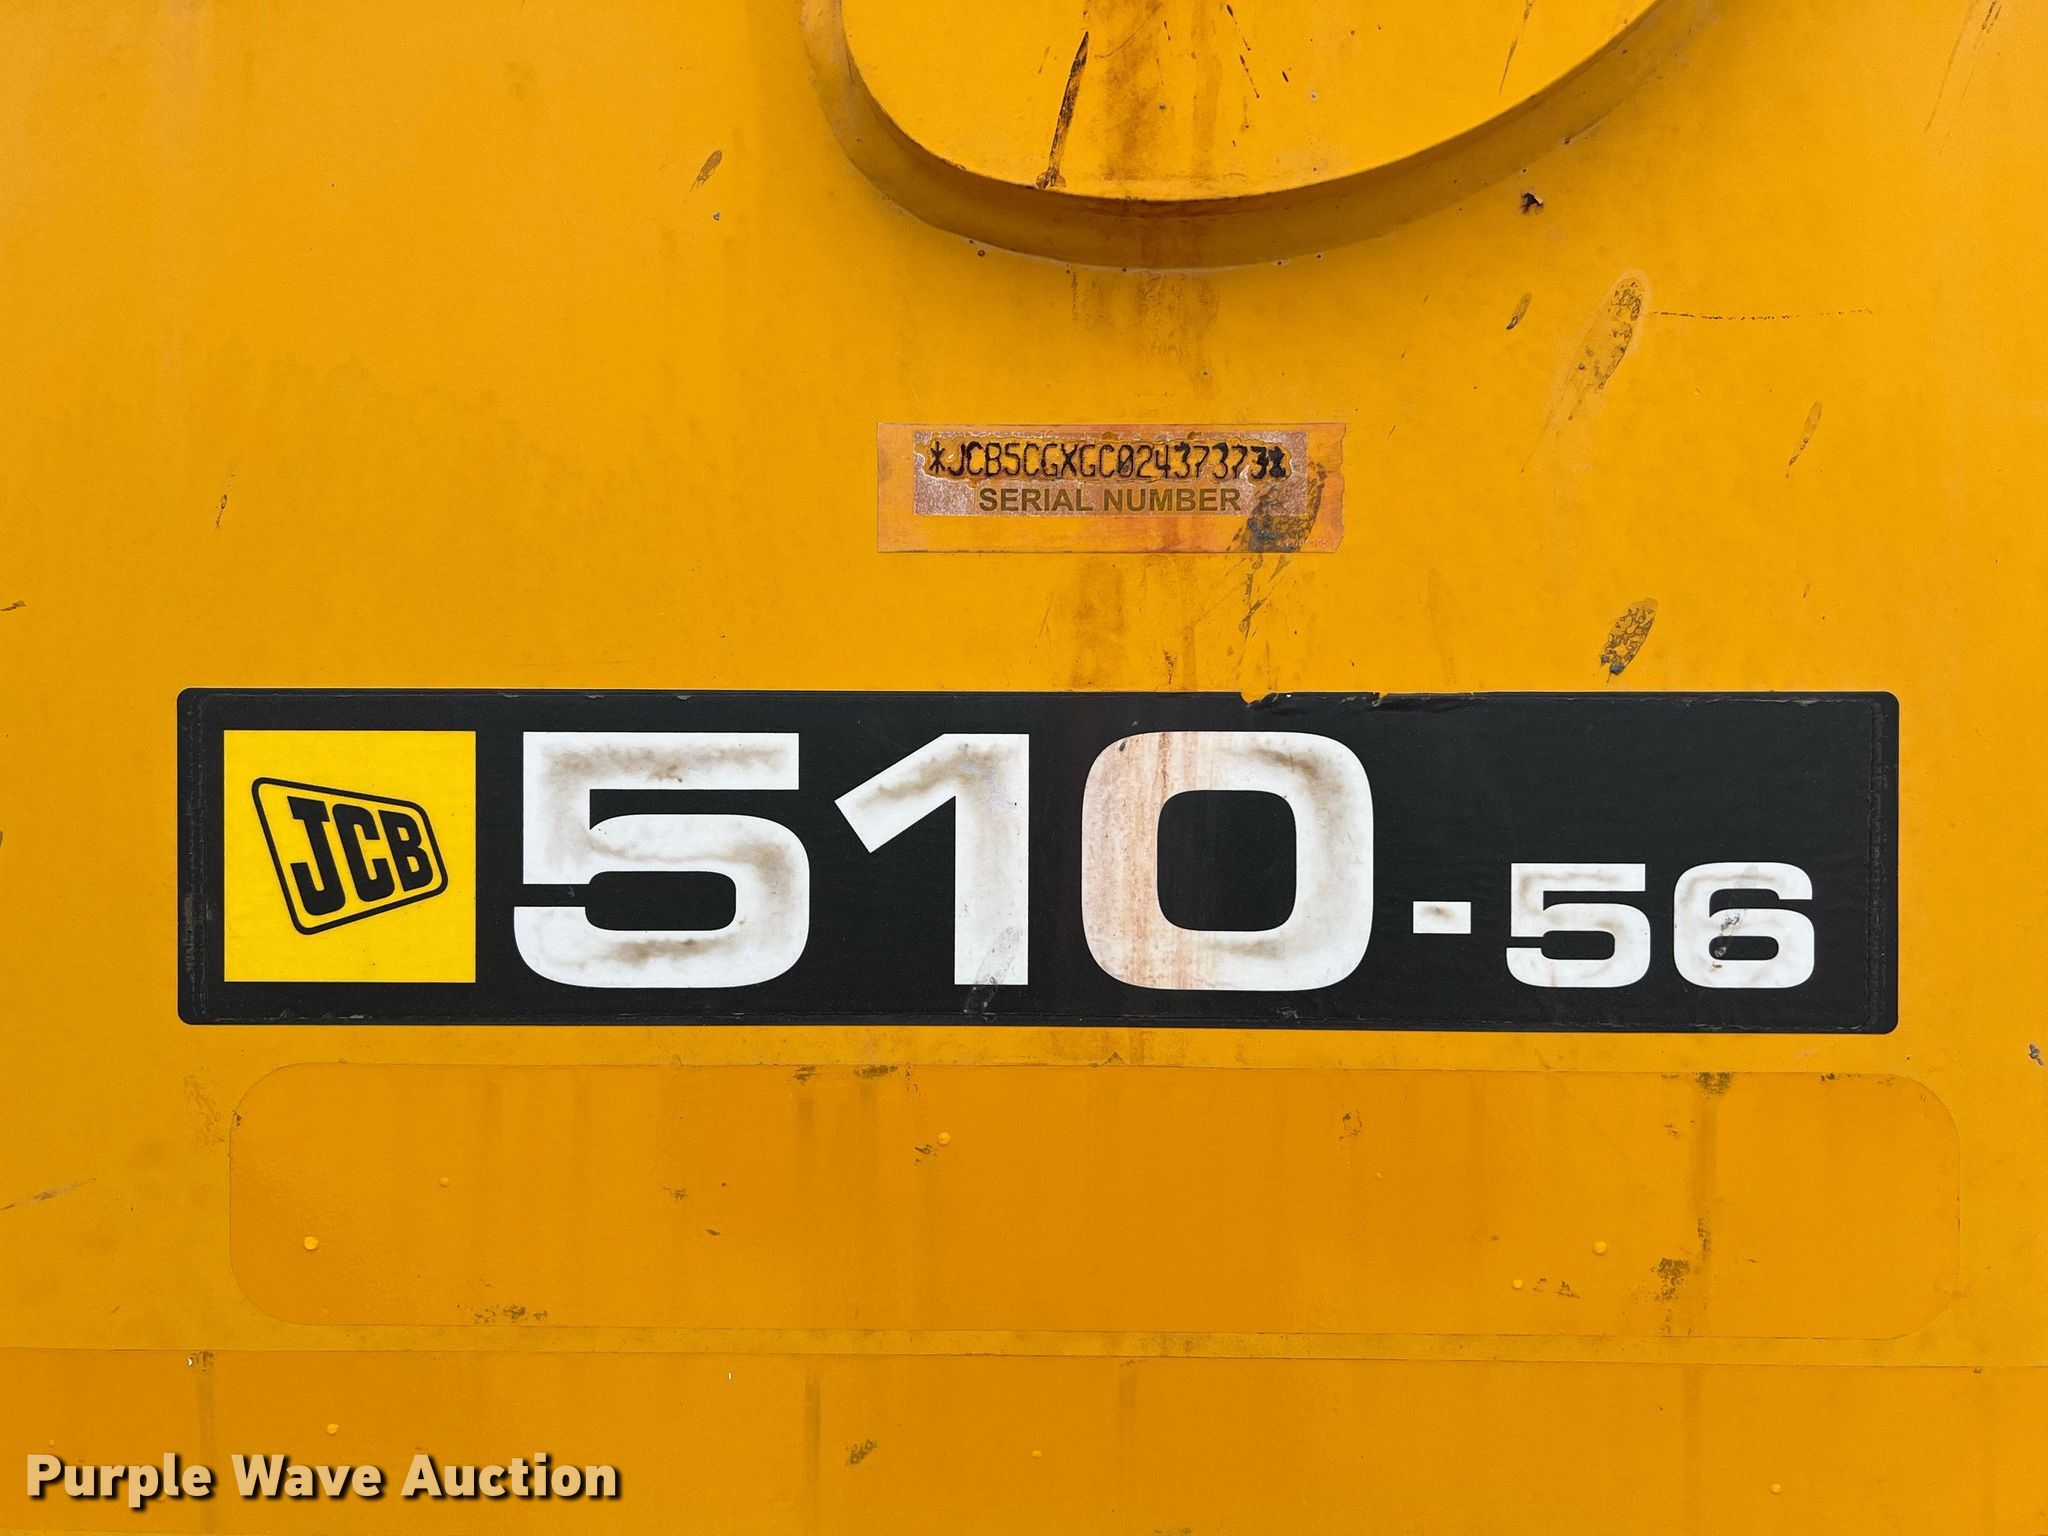 *JCB5CGXGC02437373*
SERIAL NUMBER
JCB 510-56
Purple Wave Auction